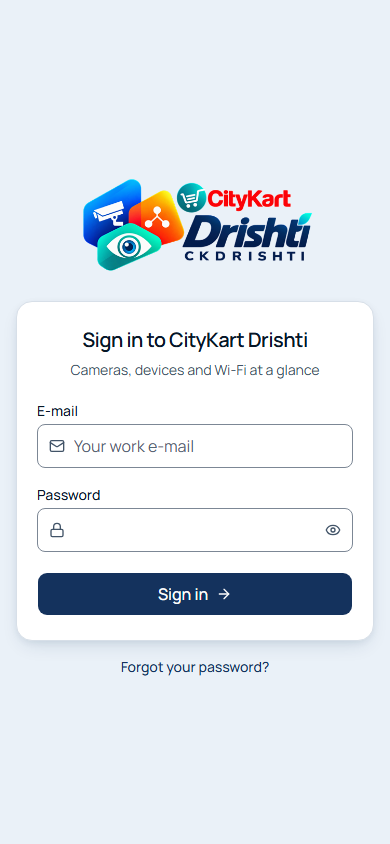 CityKart
Drishti
CKDRISHTI
Sign in to CityKart Drishti
Cameras, devices and Wi-Fi at a glance
E-mail
Your work e-mail
Password
Sign in
Forgot your password?